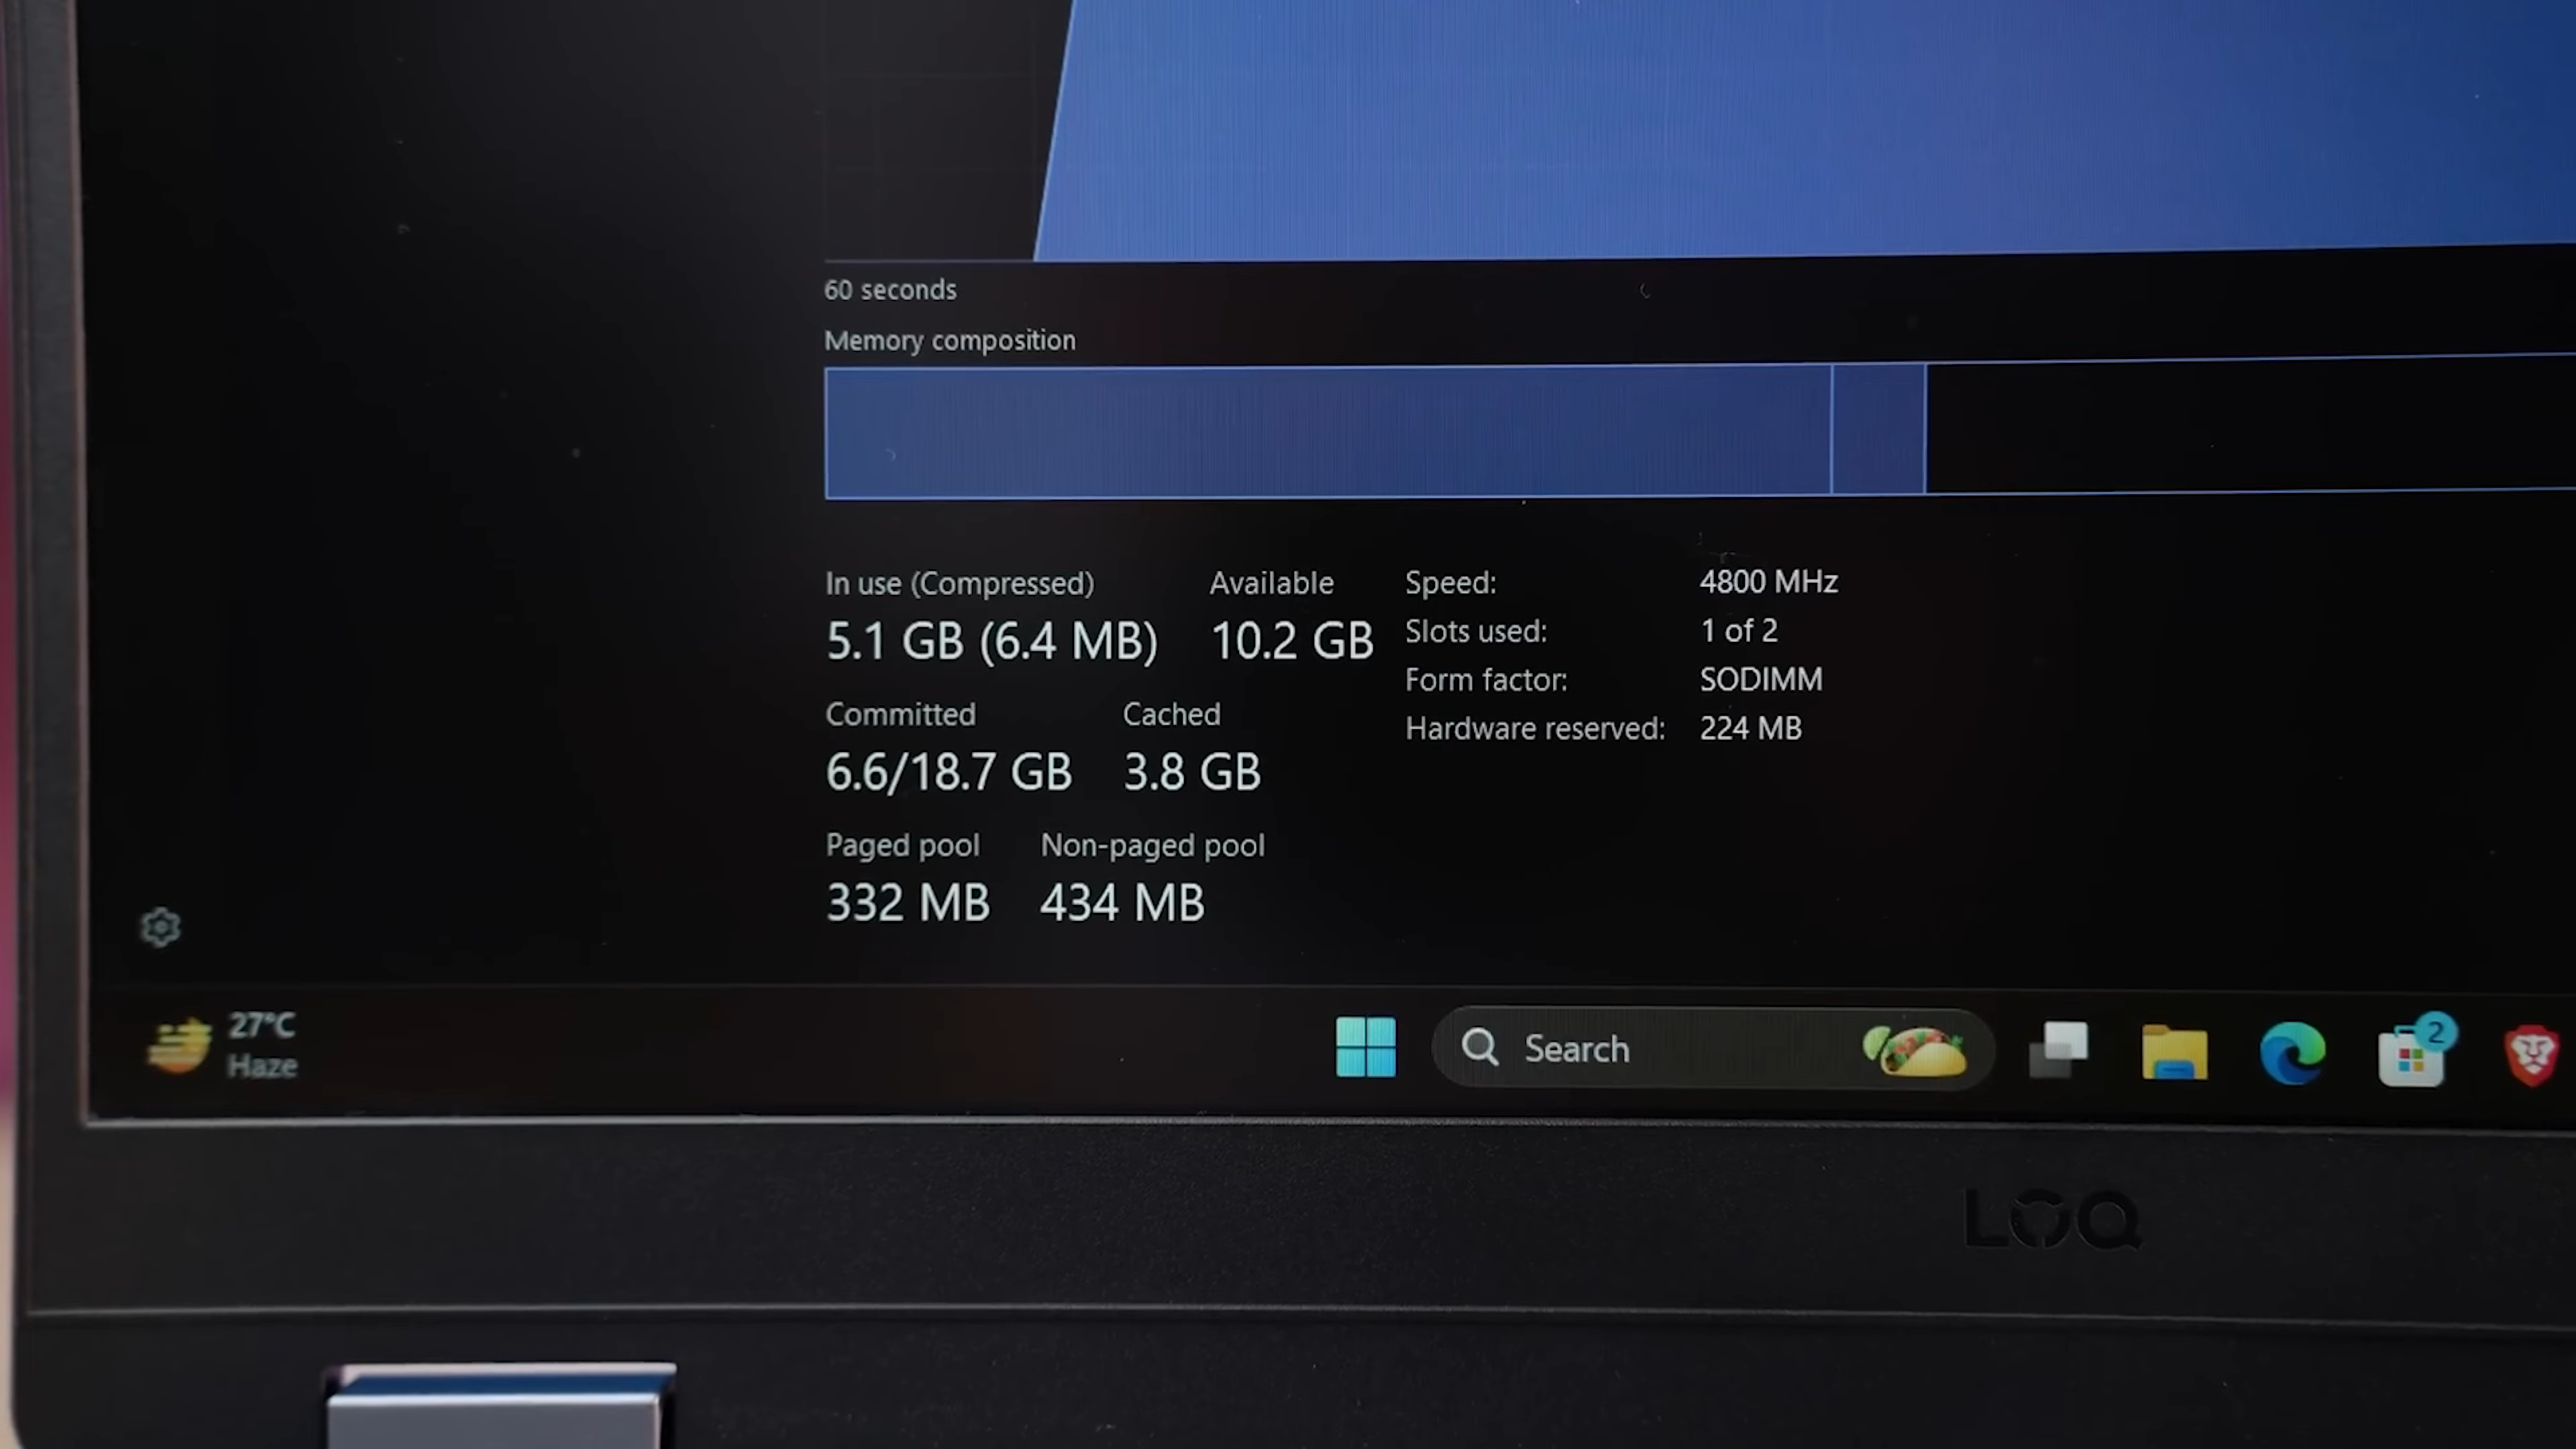 60 seconds
Memory composition
In use (Compressed)
5.1 GB (6.4 MB)
Available
10.2 GB
Committed
6.6/18.7 GB
Cached
3.8 GB
Paged pool
332 MB
Non-paged pool
434 MB
Speed: 4800 MHz
Slots used: 1 of 2
Form factor: SODIMM
Hardware reserved: 224 MB
27°C
Haze
Search
2
LOQ